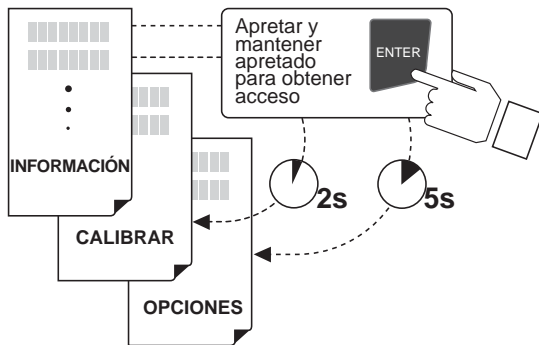 Apretar y
mantener
apretado
para obtener
acceso
ENTER
INFORMACIÓN
2s
5s
CALIBRAR
OPCIONES